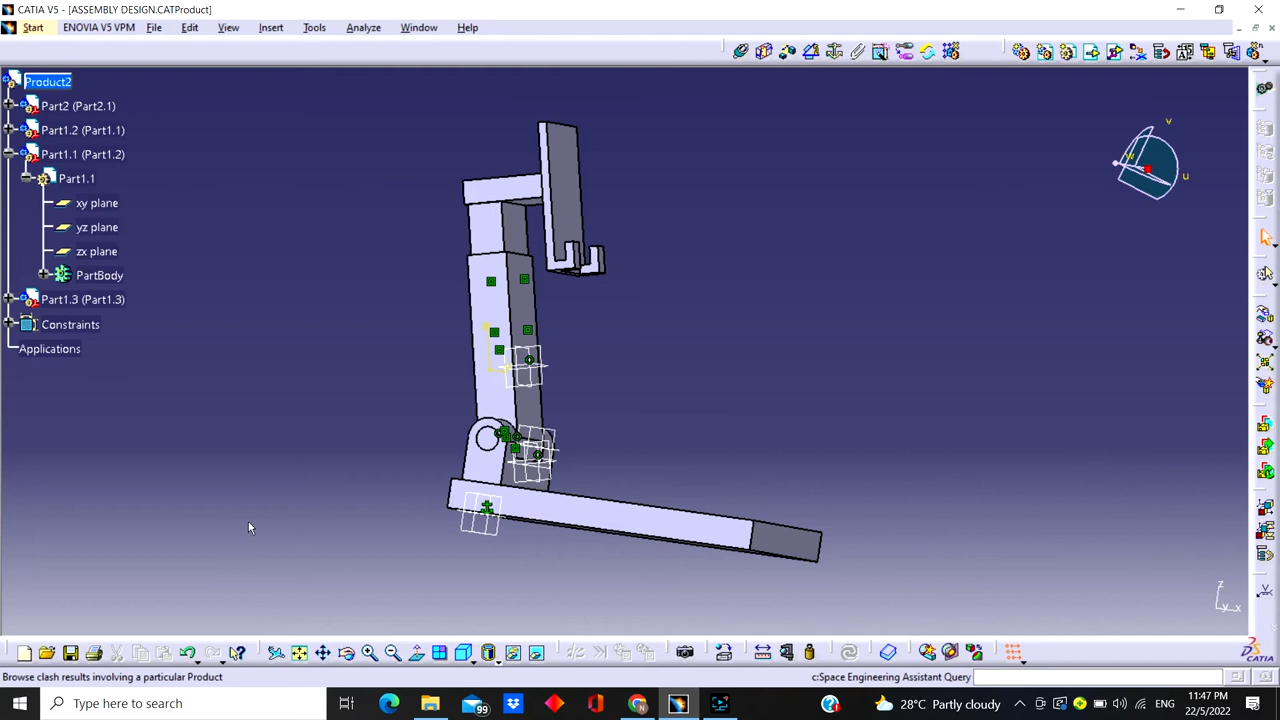 CATIA V5 - [ASSEMBLY DESIGN.CATProduct]
Start ENOVIA V5 VPM File Edit View Insert Tools Analyze Window Help
Product2
Part2 (Part2.1)
Part1.2 (Part1.1)
Part1.1 (Part1.2)
Part1.1
xy plane
yz plane
zx plane
PartBody
Part1.3 (Part1.3)
Constraints
Applications
v
w
u
z
y x
Browse clash results involving a particular Product
c:Space Engineering Assistant Query
Type here to search
99
28°C Partly cloudy
ENG
11:47 PM
22/5/2022
CATIA